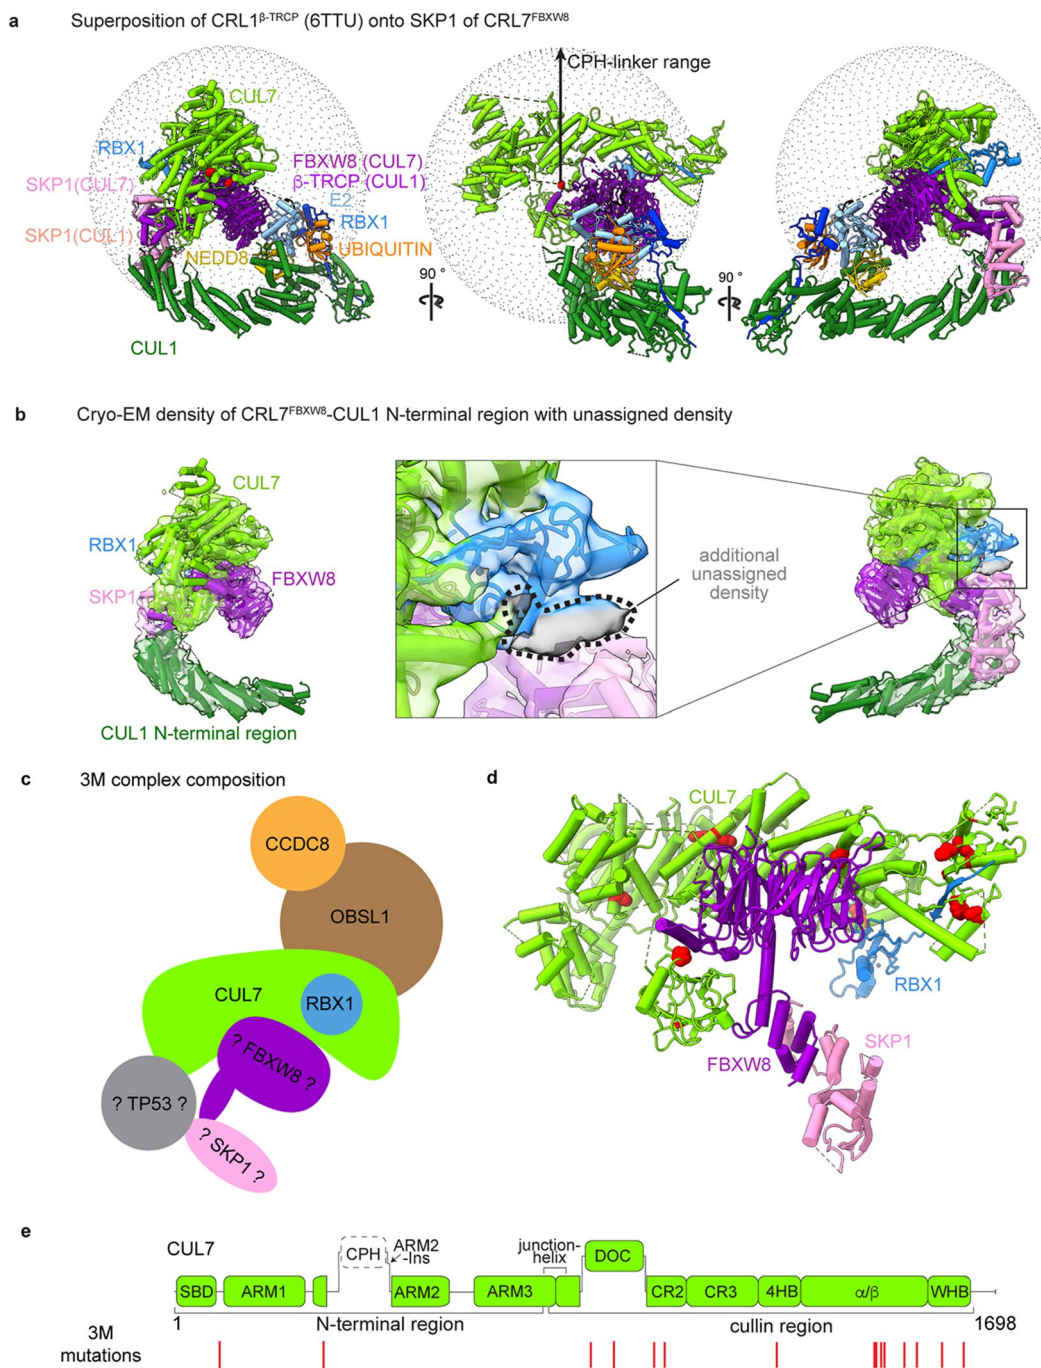 a Superposition of CRL1β-TRCP (6TTU) onto SKP1 of CRL7FBXW8
CUL7
RBX1
SKP1(CUL7)
SKP1(CUL1)
NEDD8
CUL1
FBXW8 (CUL7)
β-TRCP (CUL1)
E2
RBX1
UBIQUITIN
CPH-linker range
90 °
90 °
b Cryo-EM density of CRL7FBXW8-CUL1 N-terminal region with unassigned density
CUL7
RBX1
FBXW8
SKP1
CUL1 N-terminal region
additional
unassigned
density
c 3M complex composition
CCDC8
OBSL1
CUL7
RBX1
? FBXW8 ?
? TP53 ?
? SKP1 ?
d
CUL7
RBX1
FBXW8
SKP1
e
CUL7
CPH
ARM2
-Ins
junction-
helix
DOC
SBD ARM1 ARM2 ARM3 CR2 CR3 4HB α/β WHB
1 N-terminal region cullin region 1698
3M
mutations